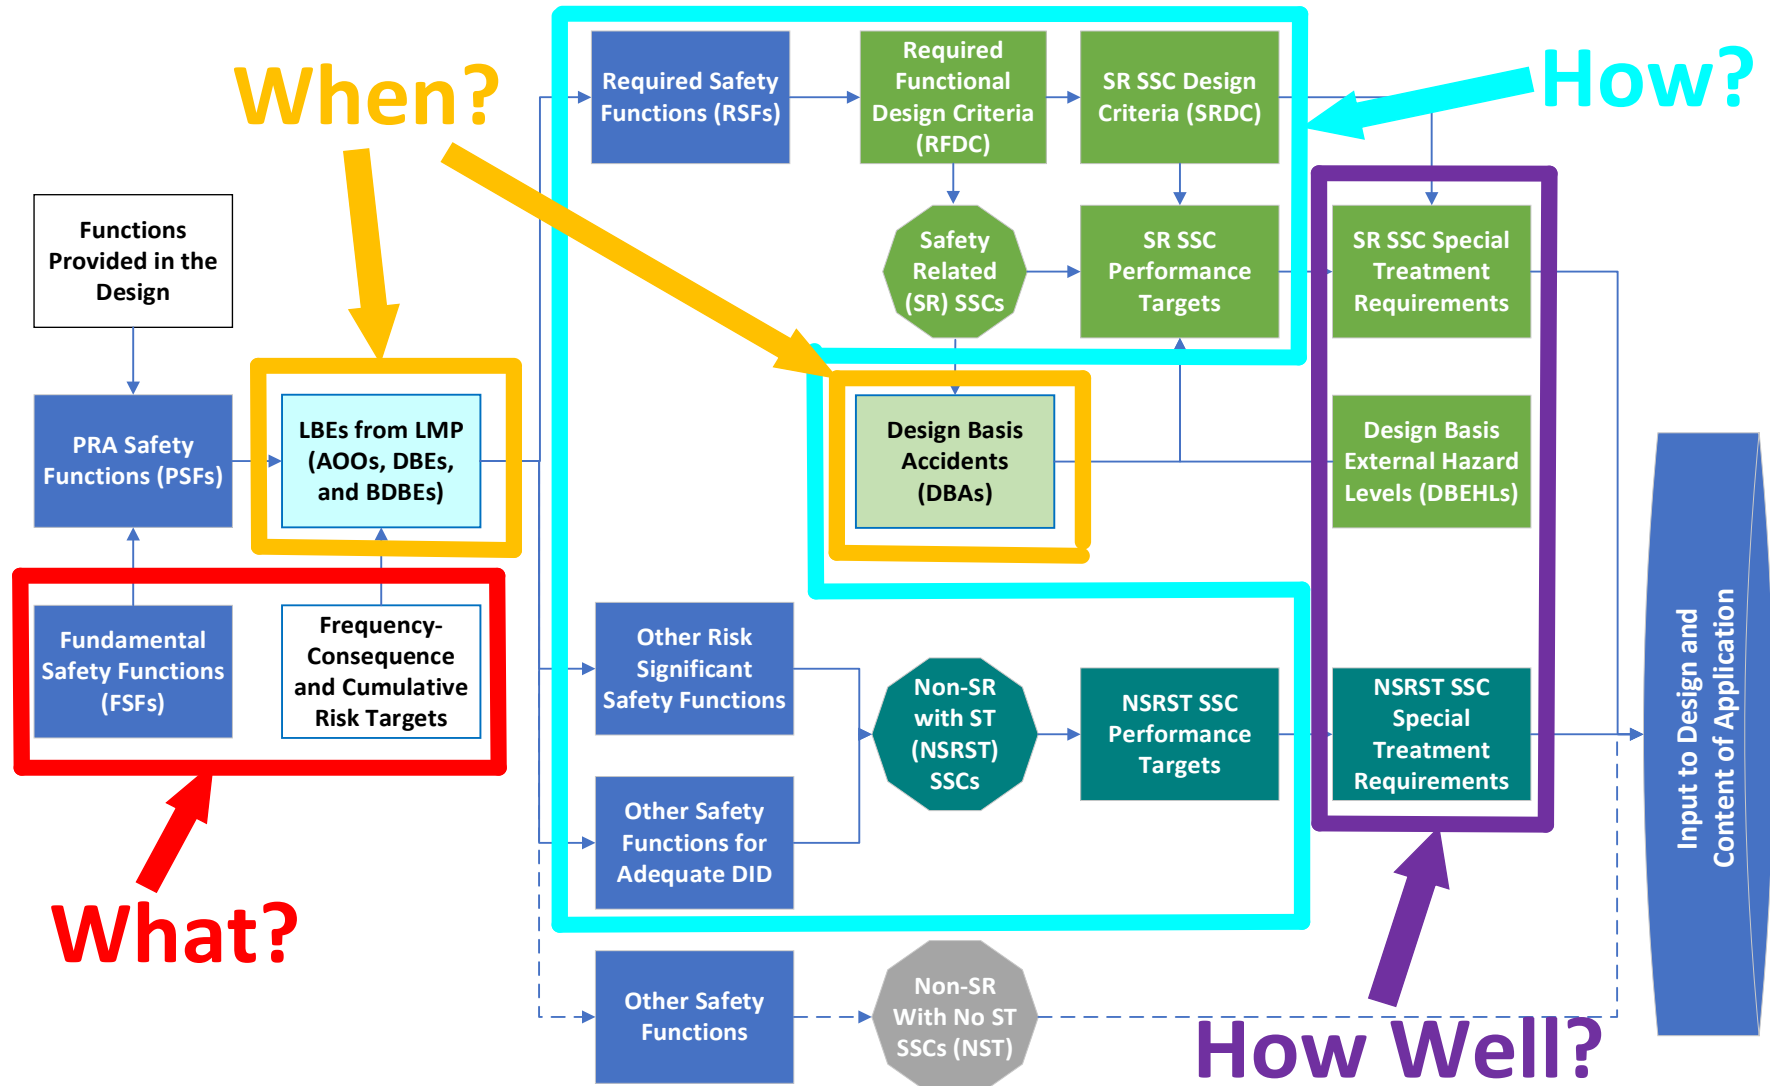 When?
How?
Required Safety
Functions (RSFs)
Required
Functional
Design Criteria
(RFDC)
SR SSC Design
Criteria (SRDC)
Functions
Provided in the
Design
Safety
Related
(SR) SSCs
SR SSC
Performance
Targets
SR SSC Special
Treatment
Requirements
PRA Safety
Functions (PSFs)
LBEs from LMP
(AOOs, DBEs,
and BDBEs)
Design Basis
Accidents
(DBAs)
Design Basis
External Hazard
Levels (DBEHLs)
Fundamental
Safety Functions
(FSFs)
Frequency-
Consequence
and Cumulative
Risk Targets
Other Risk
Significant
Safety Functions
Non-SR
with ST
(NSRST)
SSCs
NSRST SSC
Performance
Targets
NSRST SSC
Special
Treatment
Requirements
Input to Design and
Content of Application
Other Safety
Functions for
Adequate DID
What?
Other Safety
Functions
Non-SR
With No ST
SSCs (NST)
How Well?